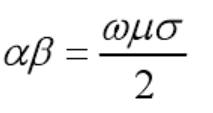 αβ = ωμσ / 2